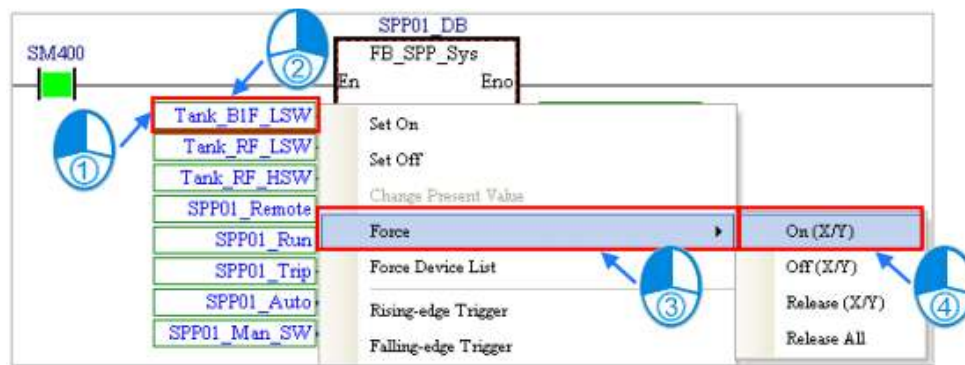 SPP01_DB
SM400
FB_SPP_Sys
En Eno
Tank_B1F_LSW
Tank_RF_LSW
Tank_RF_HSW
SPP01_Remote
SPP01_Run
SPP01_Trip
SPP01_Auto
SPP01_Man_SW
Set On
Set Off
Change Present Value
Force
Force Device List
Rising-edge Trigger
Falling-edge Trigger
On (X/Y)
Off (X/Y)
Release (X/Y)
Release All
1
2
3
4